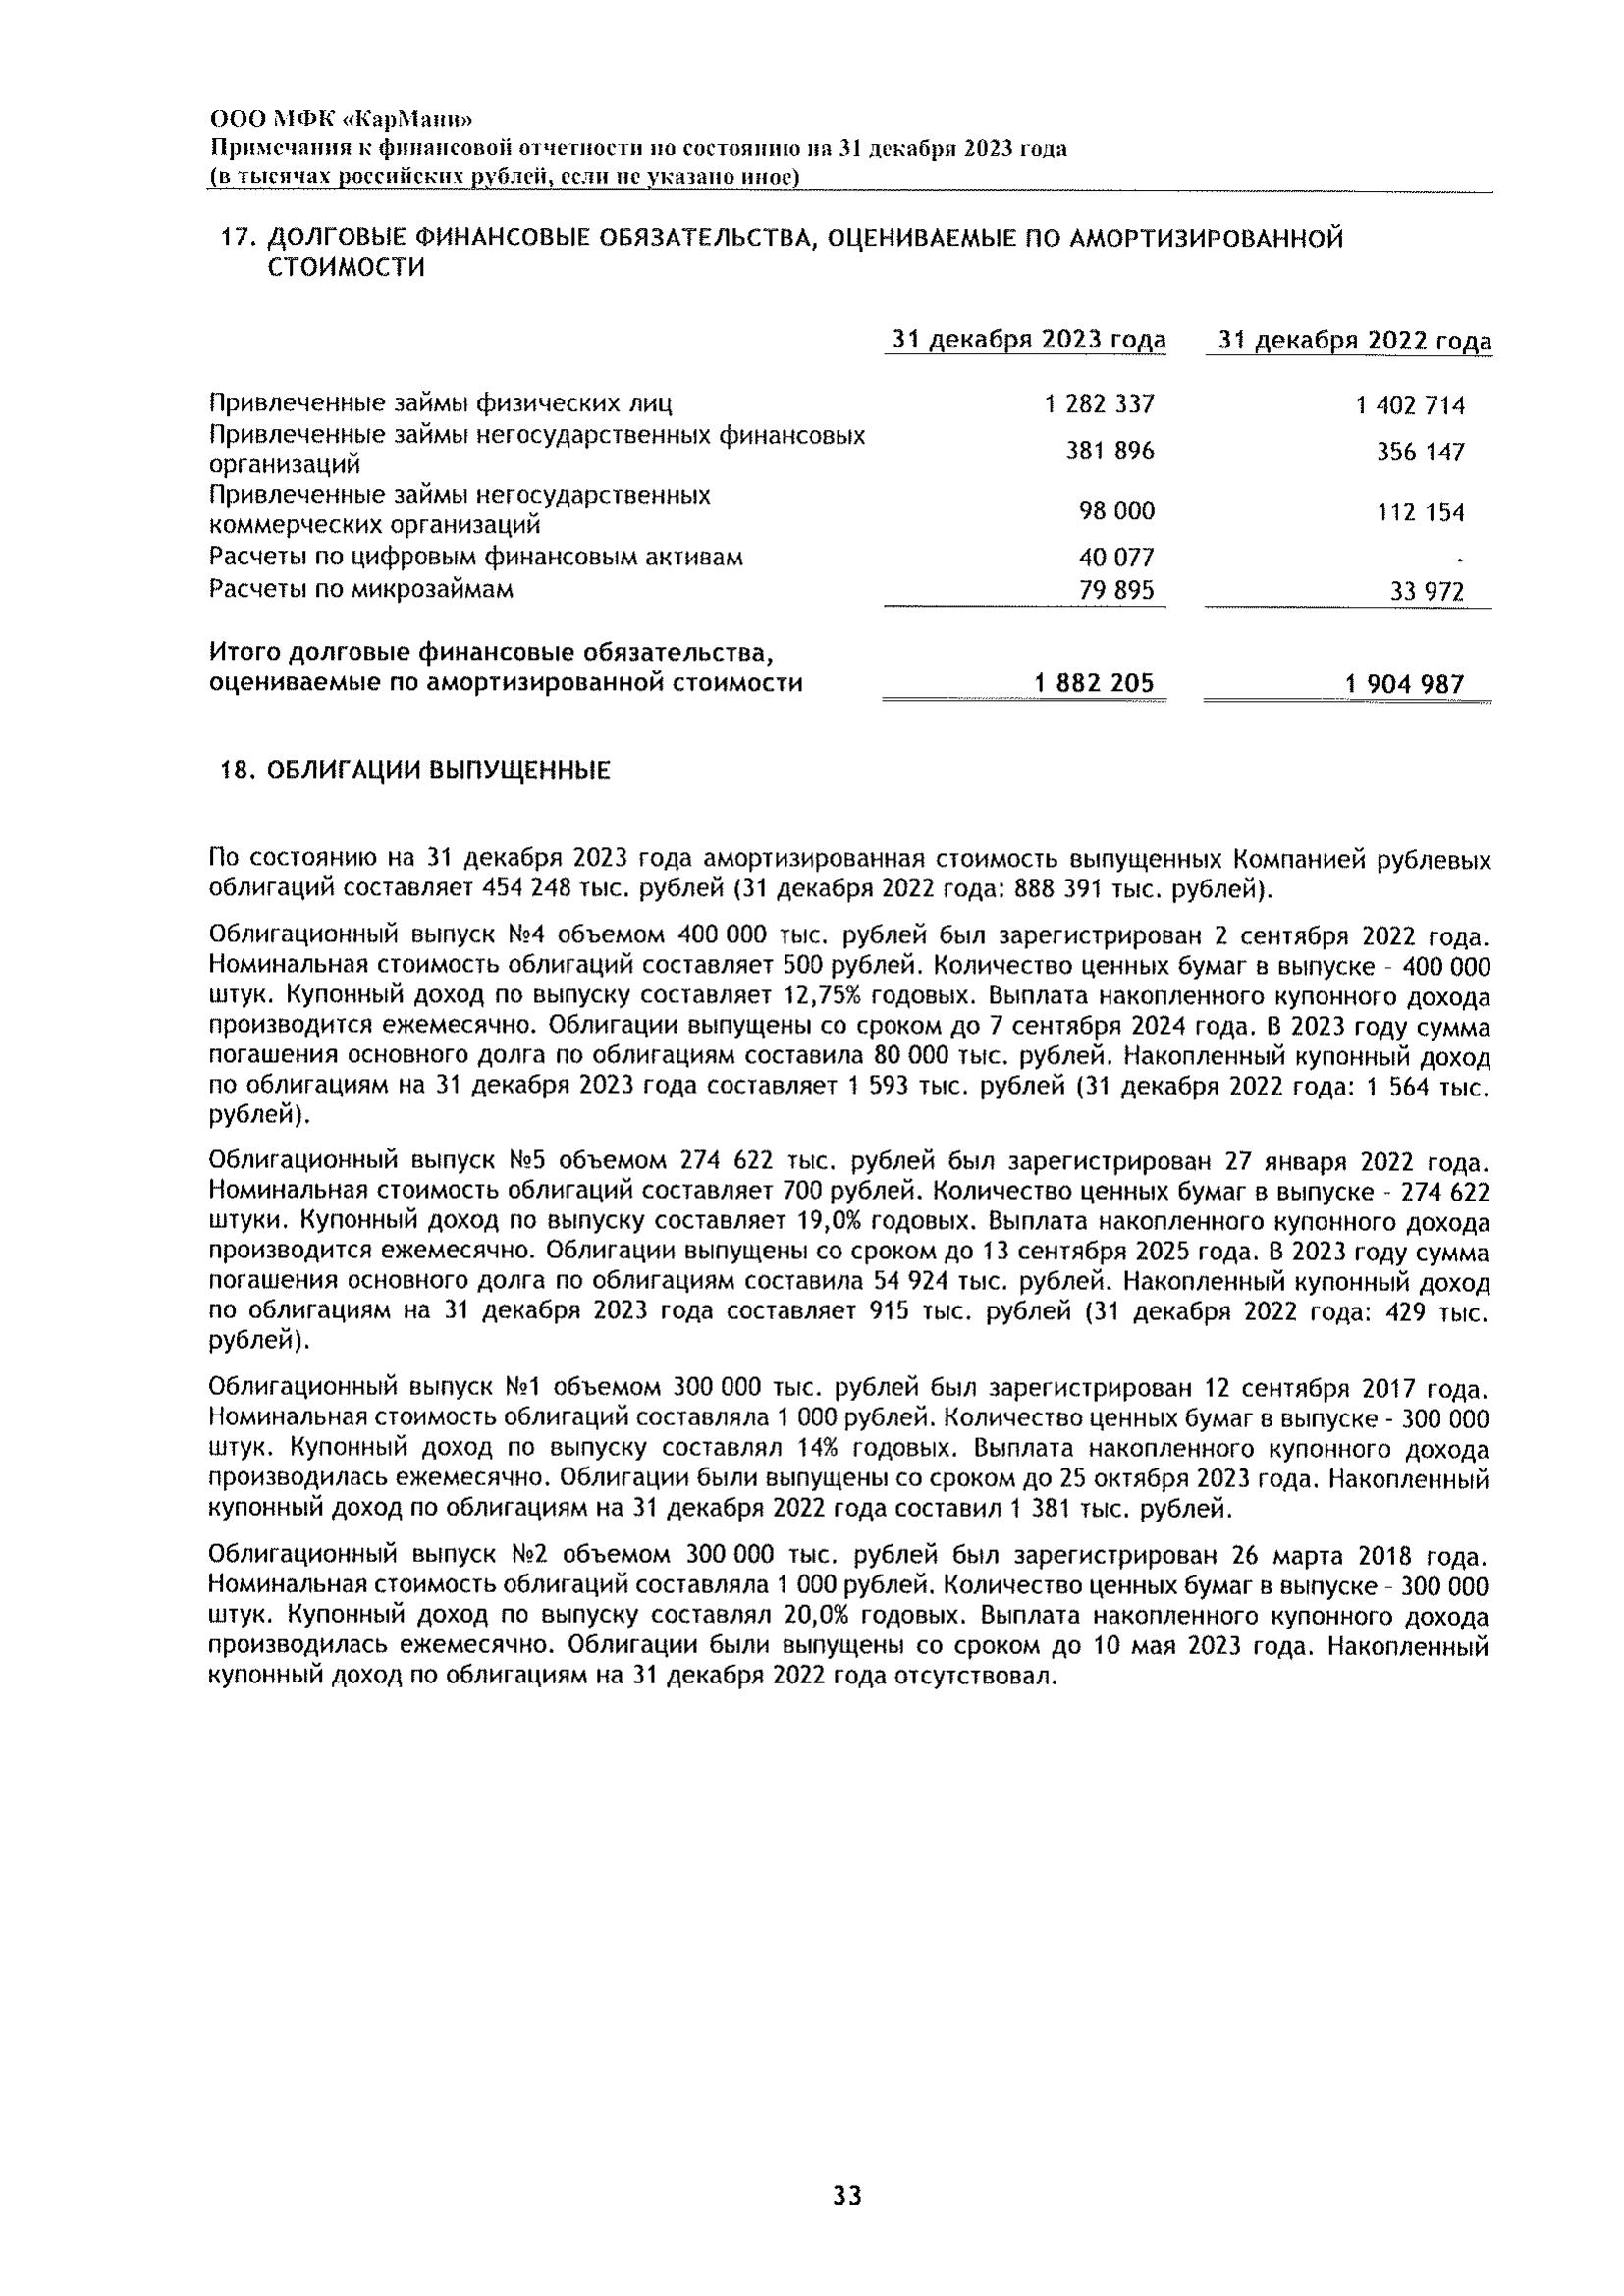 ООО МФК «КарМани»
Примечания к финансовой отчетности по состоянию на 31 декабря 2023 года
(в тысячах российских рублей, если не указано иное)
17. ДОЛГОВЫЕ ФИНАНСОВЫЕ ОБЯЗАТЕЛЬСТВА, ОЦЕНИВАЕМЫЕ ПО АМОРТИЗИРОВАННОЙ
СТОИМОСТИ
31 декабря 2023 года 31 декабря 2022 года
Привлеченные займы физических лиц 1 282 337 1 402 714
Привлеченные займы негосударственных финансовых
организаций 381 896 356 147
Привлеченные займы негосударственных
коммерческих организаций 98 000 112 154
Расчеты по цифровым финансовым активам 40 077 -
Расчеты по микрозаймам 79 895 33 972
Итого долговые финансовые обязательства,
оцениваемые по амортизированной стоимости 1 882 205 1 904 987
18. ОБЛИГАЦИИ ВЫПУЩЕННЫЕ
По состоянию на 31 декабря 2023 года амортизированная стоимость выпущенных Компанией рублевых
облигаций составляет 454 248 тыс. рублей (31 декабря 2022 года: 888 391 тыс. рублей).
Облигационный выпуск №4 объемом 400 000 тыс. рублей был зарегистрирован 2 сентября 2022 года.
Номинальная стоимость облигаций составляет 500 рублей. Количество ценных бумаг в выпуске - 400 000
штук. Купонный доход по выпуску составляет 12,75% годовых. Выплата накопленного купонного дохода
производится ежемесячно. Облигации выпущены со сроком до 7 сентября 2024 года. В 2023 году сумма
погашения основного долга по облигациям составила 80 000 тыс. рублей. Накопленный купонный доход
по облигациям на 31 декабря 2023 года составляет 1 593 тыс. рублей (31 декабря 2022 года: 1 564 тыс.
рублей).
Облигационный выпуск №5 объемом 274 622 тыс. рублей был зарегистрирован 27 января 2022 года.
Номинальная стоимость облигаций составляет 700 рублей. Количество ценных бумаг в выпуске - 274 622
штуки. Купонный доход по выпуску составляет 19,0% годовых. Выплата накопленного купонного дохода
производится ежемесячно. Облигации выпущены со сроком до 13 сентября 2025 года. В 2023 году сумма
погашения основного долга по облигациям составила 54 924 тыс. рублей. Накопленный купонный доход
по облигациям на 31 декабря 2023 года составляет 915 тыс. рублей (31 декабря 2022 года: 429 тыс.
рублей).
Облигационный выпуск №1 объемом 300 000 тыс. рублей был зарегистрирован 12 сентября 2017 года.
Номинальная стоимость облигаций составляла 1 000 рублей. Количество ценных бумаг в выпуске - 300 000
штук. Купонный доход по выпуску составлял 14% годовых. Выплата накопленного купонного дохода
производилась ежемесячно. Облигации были выпущены со сроком до 25 октября 2023 года. Накопленный
купонный доход по облигациям на 31 декабря 2022 года составил 1 381 тыс. рублей.
Облигационный выпуск №2 объемом 300 000 тыс. рублей был зарегистрирован 26 марта 2018 года.
Номинальная стоимость облигаций составляла 1 000 рублей. Количество ценных бумаг в выпуске - 300 000
штук. Купонный доход по выпуску составлял 20,0% годовых. Выплата накопленного купонного дохода
производилась ежемесячно. Облигации были выпущены со сроком до 10 мая 2023 года. Накопленный
купонный доход по облигациям на 31 декабря 2022 года отсутствовал.
33